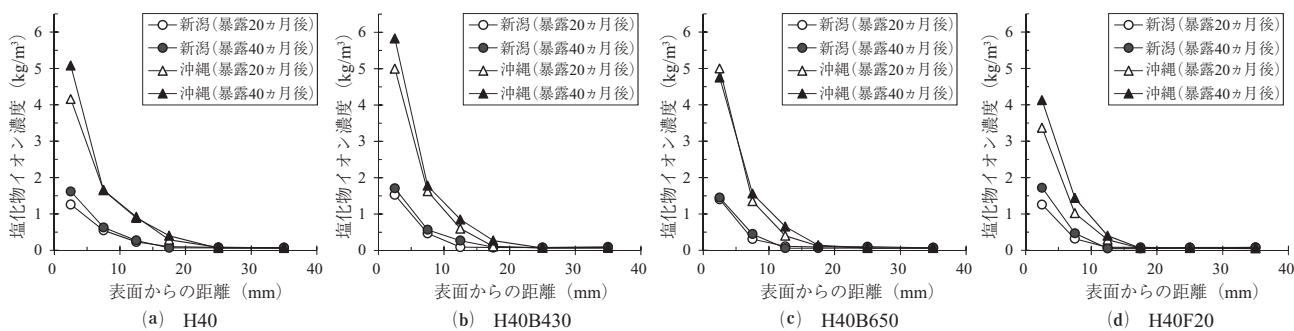 塩化物イオン濃度 (kg/m³)
6
5
4
3
2
1
0
新潟(暴露20ヵ月後)
新潟(暴露40ヵ月後)
沖縄(暴露20ヵ月後)
沖縄(暴露40ヵ月後)
0 10 20 30 40
表面からの距離 (mm)
(a) H40
塩化物イオン濃度 (kg/m³)
6
5
4
3
2
1
0
新潟(暴露20ヵ月後)
新潟(暴露40ヵ月後)
沖縄(暴露20ヵ月後)
沖縄(暴露40ヵ月後)
0 10 20 30 40
表面からの距離 (mm)
(b) H40B430
塩化物イオン濃度 (kg/m³)
6
5
4
3
2
1
0
新潟(暴露20ヵ月後)
新潟(暴露40ヵ月後)
沖縄(暴露20ヵ月後)
沖縄(暴露40ヵ月後)
0 10 20 30 40
表面からの距離 (mm)
(c) H40B650
塩化物イオン濃度 (kg/m³)
6
5
4
3
2
1
0
新潟(暴露20ヵ月後)
新潟(暴露40ヵ月後)
沖縄(暴露20ヵ月後)
沖縄(暴露40ヵ月後)
0 10 20 30 40
表面からの距離 (mm)
(d) H40F20